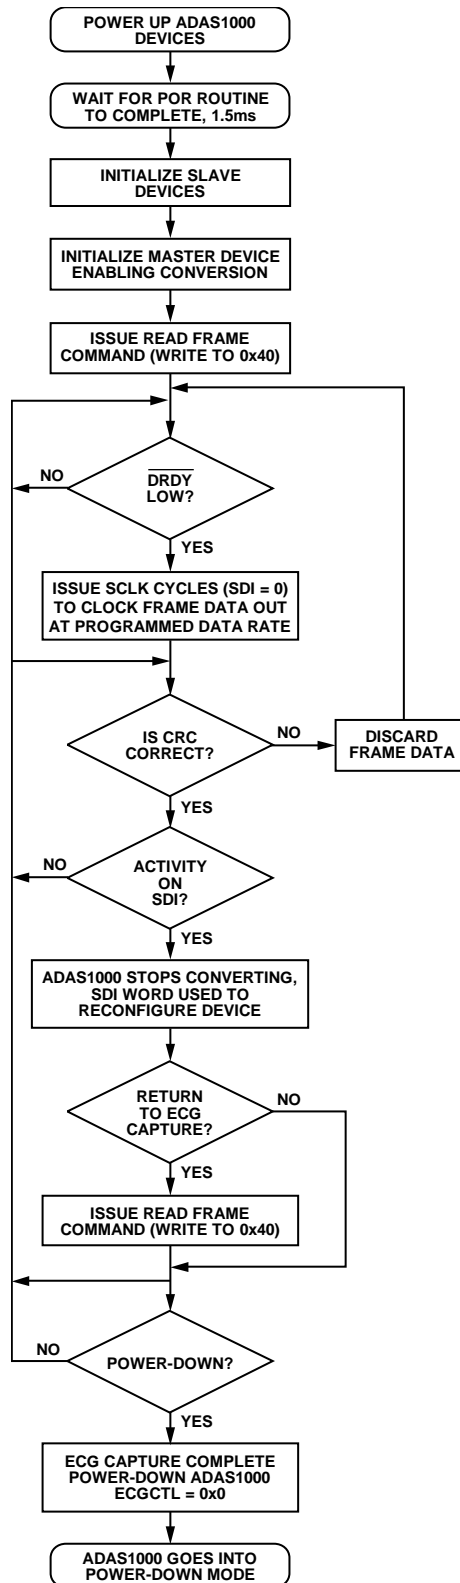 POWER UP ADAS1000
DEVICES
WAIT FOR POR ROUTINE
TO COMPLETE, 1.5ms
INITIALIZE SLAVE
DEVICES
INITIALIZE MASTER DEVICE
ENABLING CONVERSION
ISSUE READ FRAME
COMMAND (WRITE TO 0x40)
NO
D̅R̅D̅Y̅
LOW?
YES
ISSUE SCLK CYCLES (SDI = 0)
TO CLOCK FRAME DATA OUT
AT PROGRAMMED DATA RATE
IS CRC
CORRECT?
NO
DISCARD
FRAME DATA
YES
NO
ACTIVITY
ON
SDI?
YES
ADAS1000 STOPS CONVERTING,
SDI WORD USED TO
RECONFIGURE DEVICE
RETURN
TO ECG
CAPTURE?
NO
YES
ISSUE READ FRAME
COMMAND (WRITE TO 0x40)
NO
POWER-DOWN?
YES
ECG CAPTURE COMPLETE
POWER-DOWN ADAS1000
ECGCTL = 0x0
ADAS1000 GOES INTO
POWER-DOWN MODE